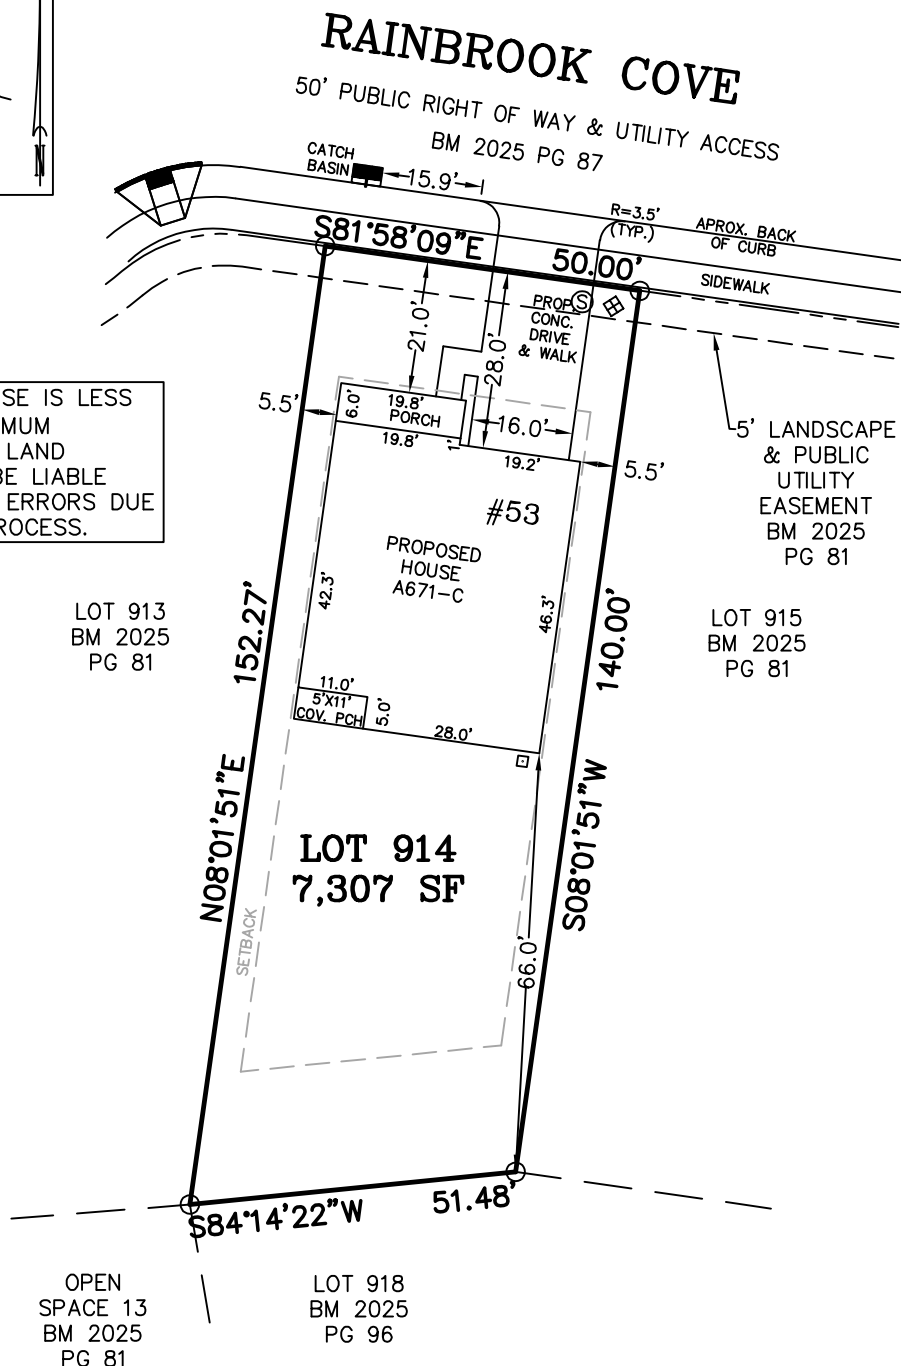 RAINBROOK COVE
50' PUBLIC RIGHT OF WAY & UTILITY ACCESS
BM 2025 PG 87
N
CATCH
BASIN
15.9'
R=3.5'
(TYP.)
APROX. BACK
OF CURB
SIDEWALK
S81°58'09"E
50.00'
S
PROP.
CONC.
DRIVE
& WALK
21.0'
28.0'
5.5'
6.0'
19.8'
PORCH
19.8'
1'
16.0'
19.2'
5.5'
5' LANDSCAPE
& PUBLIC
UTILITY
EASEMENT
BM 2025
PG 81
SE IS LESS
MUM
LAND
BE LIABLE
ERRORS DUE
ROCESS.
#53
PROPOSED
HOUSE
A671-C
42.3'
46.3'
LOT 913
BM 2025
PG 81
152.27'
140.00'
LOT 915
BM 2025
PG 81
11.0'
5'X11'
COV. PCH
5.0'
28.0'
N08°01'51"E
S08°01'51"W
LOT 914
7,307 SF
SETBACK
66.0'
S84°14'22"W
51.48'
OPEN
SPACE 13
BM 2025
PG 81
LOT 918
BM 2025
PG 96